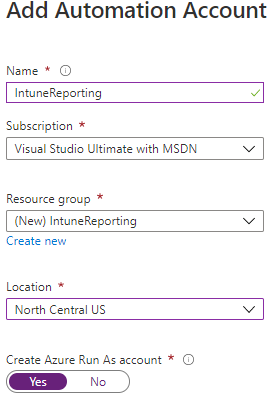 Add Automation Account
Name *
IntuneReporting
Subscription *
Visual Studio Ultimate with MSDN
Resource group *
(New) IntuneReporting
Create new
Location *
North Central US
Create Azure Run As account *
Yes No